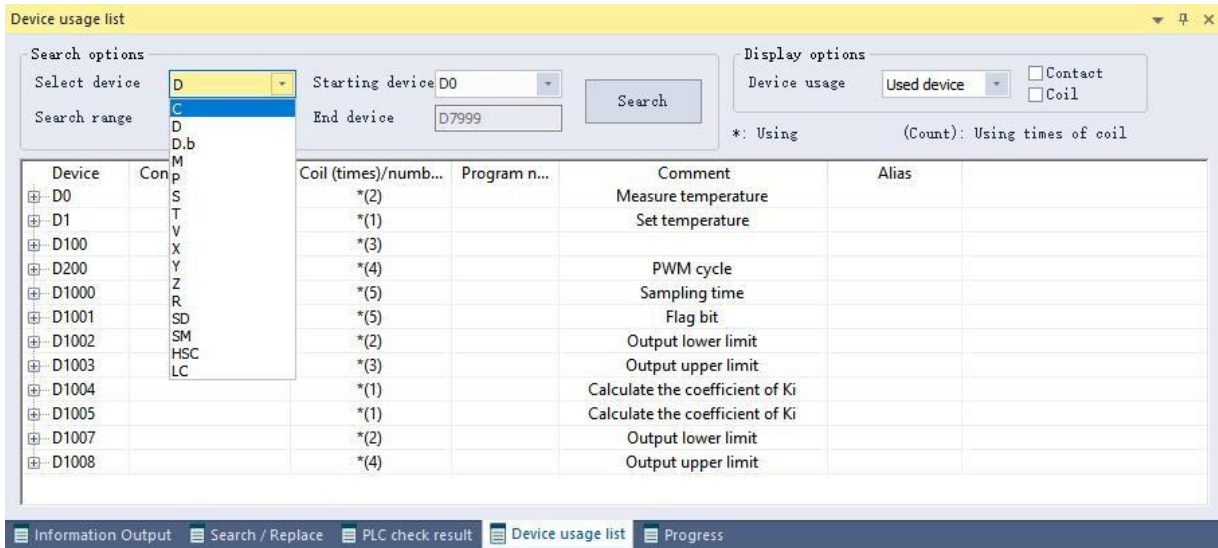 Device usage list
Search options
Select device D Starting device D0
Search
Search range End device D7999
C
D
D.b
M
P
S
T
V
X
Y
Z
R
SD
SM
HSC
LC
Display options
Device usage Used device Contact
Coil
*: Using (Count): Using times of coil
Device Con Coil (times)/numb... Program n... Comment Alias
D0 *(2) Measure temperature
D1 *(1) Set temperature
D100 *(3)
D200 *(4) PWM cycle
D1000 *(5) Sampling time
D1001 *(5) Flag bit
D1002 *(2) Output lower limit
D1003 *(3) Output upper limit
D1004 *(1) Calculate the coefficient of Ki
D1005 *(1) Calculate the coefficient of Ki
D1007 *(2) Output lower limit
D1008 *(4) Output upper limit
Information Output Search / Replace PLC check result Device usage list Progress